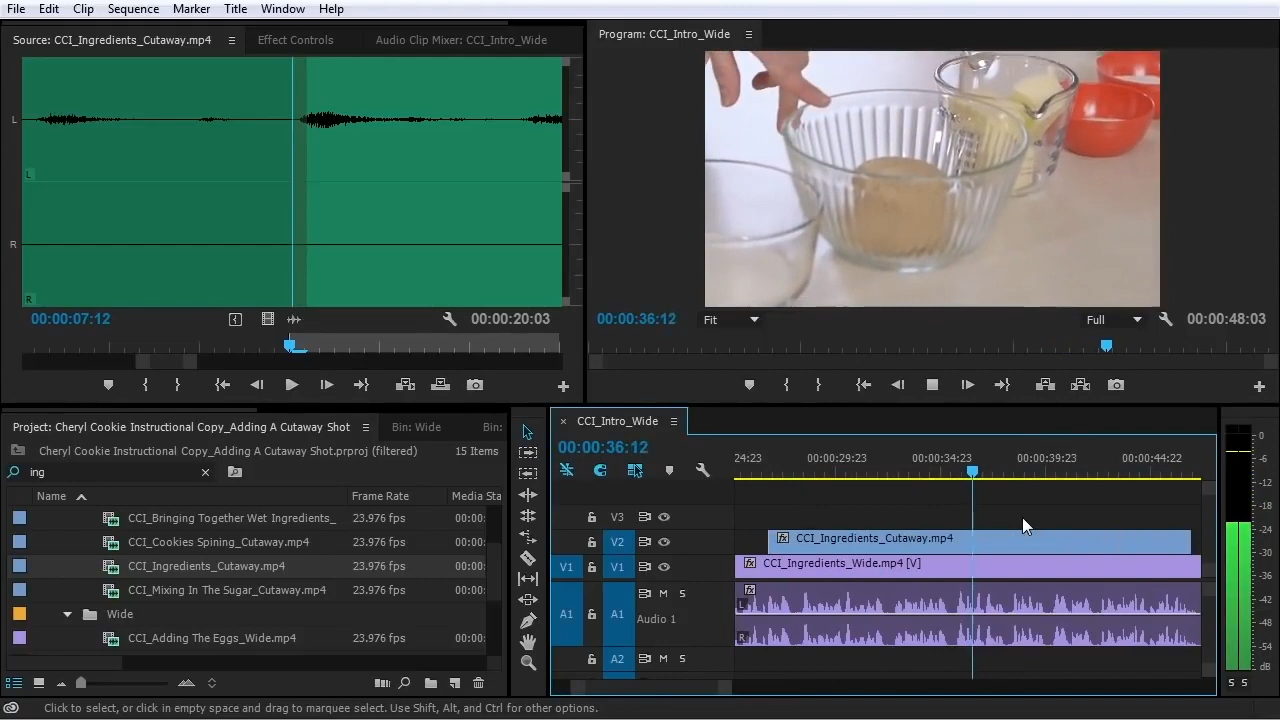 File Edit Clip Sequence Marker Title Window Help
Source: CCI_Ingredients_Cutaway.mp4 Effect Controls Audio Clip Mixer: CCI_Intro_Wide
Program: CCI_Intro_Wide
L
L
R
R
00:00:07:12 00:00:20:03
00:00:36:12 Fit Full 00:00:48:03
Project: Cheryl Cookie Instructional Copy_Adding A Cutaway Shot Bin: Wide Bin:
Cheryl Cookie Instructional Copy_Adding A Cutaway Shot.prproj (filtered) 15 Items
ing
Name Frame Rate Media Sta
CCI_Bringing Together Wet Ingredients_ 23.976 fps 00:00:
CCI_Cookies Spining_Cutaway.mp4 23.976 fps 00:00:
CCI_Ingredients_Cutaway.mp4 23.976 fps 00:00:
CCI_Mixing In The Sugar_Cutaway.mp4 23.976 fps 00:00:
Wide
CCI_Adding The Eggs_Wide.mp4 23.976 fps 00:00:
× CCI_Intro_Wide
00:00:36:12
24:23 00:00:29:23 00:00:34:23 00:00:39:23 00:00:44:22
V3
V2 fx CCI_Ingredients_Cutaway.mp4
V1 V1 fx CCI_Ingredients_Wide.mp4 [V]
A1 A1 M S fx
Audio 1
L
R
A2 M S
0
-6
-12
-18
-24
-30
-36
-42
-48
-54
dB
S S
Click to select, or click in empty space and drag to marquee select. Use Shift, Alt, and Ctrl for other options.